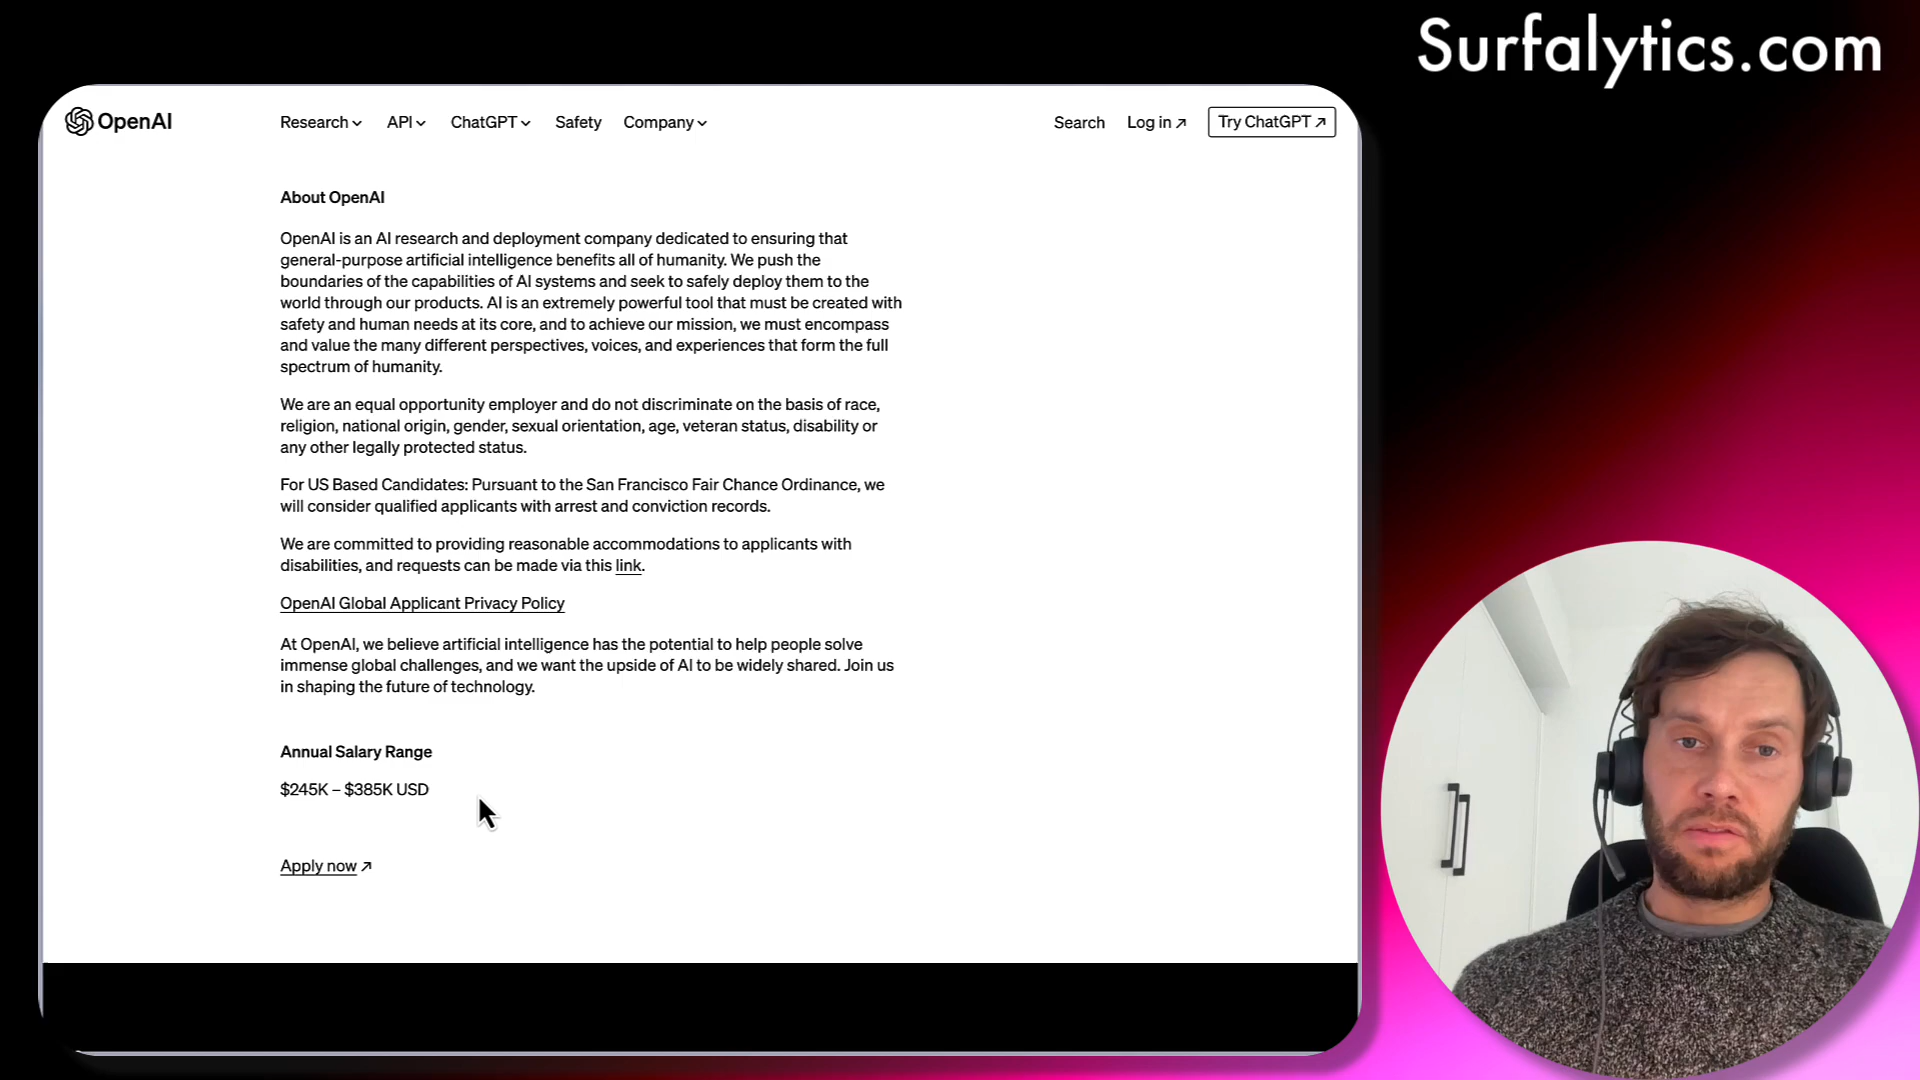 Surfalytics.com
OpenAI
Research API ChatGPT Safety Company Search Log in ↗ Try ChatGPT ↗
About OpenAI
OpenAI is an AI research and deployment company dedicated to ensuring that
general-purpose artificial intelligence benefits all of humanity. We push the
boundaries of the capabilities of AI systems and seek to safely deploy them to the
world through our products. AI is an extremely powerful tool that must be created with
safety and human needs at its core, and to achieve our mission, we must encompass
and value the many different perspectives, voices, and experiences that form the full
spectrum of humanity.
We are an equal opportunity employer and do not discriminate on the basis of race,
religion, national origin, gender, sexual orientation, age, veteran status, disability or
any other legally protected status.
For US Based Candidates: Pursuant to the San Francisco Fair Chance Ordinance, we
will consider qualified applicants with arrest and conviction records.
We are committed to providing reasonable accommodations to applicants with
disabilities, and requests can be made via this link.
OpenAI Global Applicant Privacy Policy
At OpenAI, we believe artificial intelligence has the potential to help people solve
immense global challenges, and we want the upside of AI to be widely shared. Join us
in shaping the future of technology.
Annual Salary Range
$245K – $385K USD
Apply now ↗